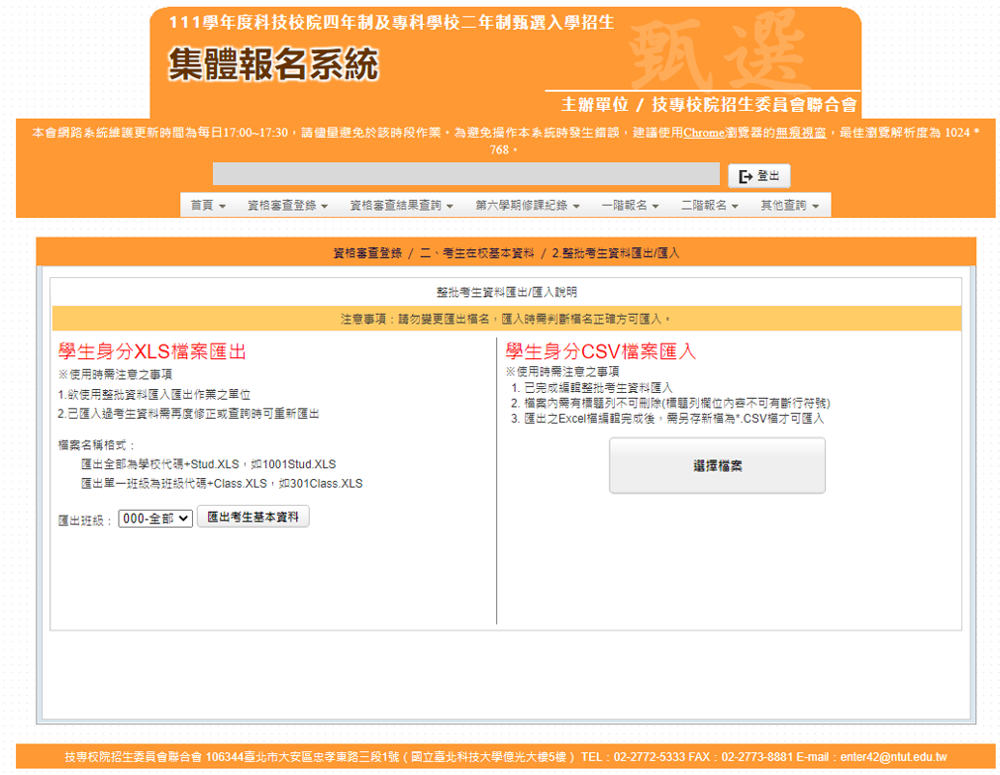 111學年度科技校院四年制及專科學校二年制甄選入學招生
甄選
集體報名系統
主辦單位 / 技專校院招生委員會聯合會
本會網路系統維護更新時間為每日17:00~17:30，請儘量避免於該時段作業。為避免操作本系統時發生錯誤，建議使用Chrome瀏覽器的無痕視窗，最佳瀏覽解析度為 1024 *
768。
登出
首頁 資格審查登錄 資格審查結果查詢 第六學期修課紀錄 一階報名 二階報名 其他查詢
資格審查登錄 / 二、考生在校基本資料 / 2.整批考生資料匯出/匯入
整批考生資料匯出/匯入說明
注意事項：請勿變更匯出檔名，匯入時需判斷檔名正確方可匯入。
學生身分XLS檔案匯出
※使用時需注意之事項
1.欲使用整批資料匯入匯出作業之單位
2.已匯入過考生資料需再度修正或查詢時可重新匯出
檔案名稱格式：
匯出全部為學校代碼+Stud.XLS，如1001Stud.XLS
匯出單一班級為班級代碼+Class.XLS，如301Class.XLS
匯出班級： 000-全部 匯出考生基本資料
學生身分CSV檔案匯入
※使用時需注意之事項
1. 已完成編輯整批考生資料匯入
2. 檔案內需有標題列不可刪除(標題列欄位內容不可有斷行符號)
3. 匯出之Excel檔編輯完成後，需另存新檔為*.CSV檔才可匯入
選擇檔案
技專校院招生委員會聯合會 106344臺北市大安區忠孝東路三段1號（國立臺北科技大學億光大樓5樓） TEL：02-2772-5333 FAX：02-2773-8881 E-mail：enter42@ntut.edu.tw